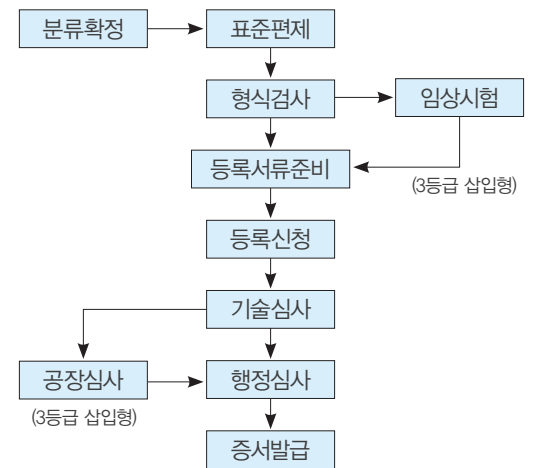 분류확정
표준편제
형식검사
임상시험
등록서류준비
(3등급 삽입형)
등록신청
기술심사
공장심사
행정심사
(3등급 삽입형)
증서발급